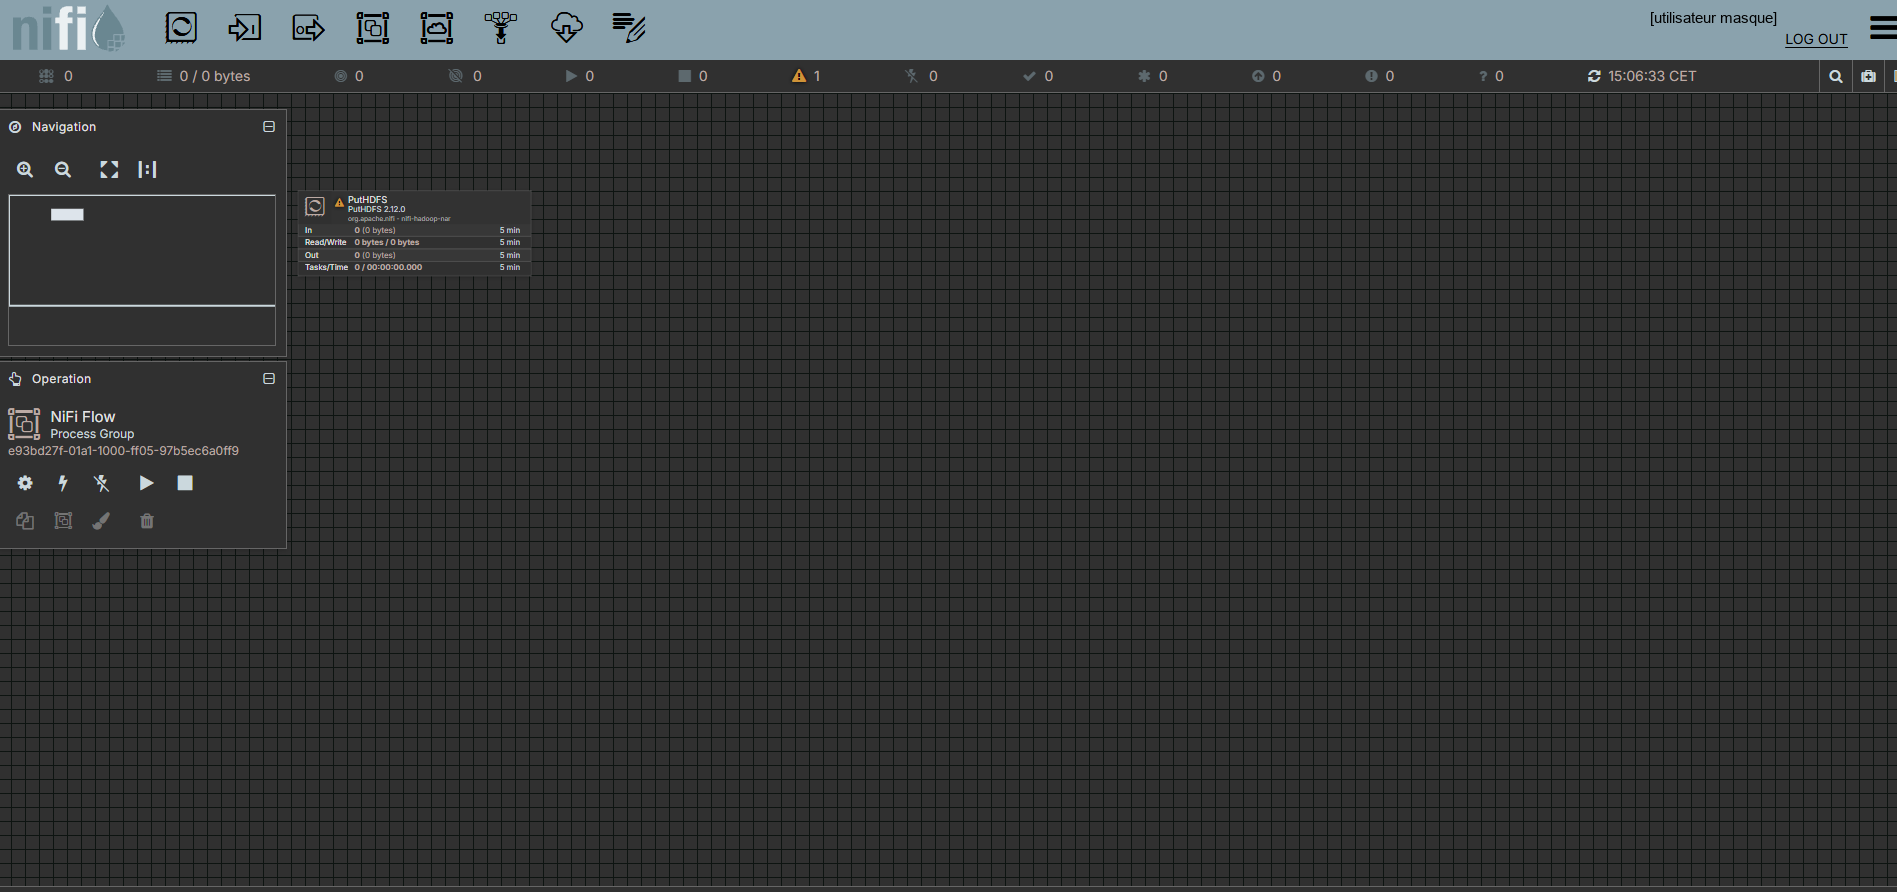 nifi
[utilisateur masque]
LOG OUT
0 0 / 0 bytes 0 0 0 0 1 0 0 0 0 0 ? 0 15:06:33 CET
Navigation
PutHDFS
PutHDFS 2.12.0
org.apache.nifi - nifi-hadoop-nar
In 0 (0 bytes) 5 min
Read/Write 0 bytes / 0 bytes 5 min
Out 0 (0 bytes) 5 min
Tasks/Time 0 / 00:00:00.000 5 min
Operation
NiFi Flow
Process Group
e93bd27f-01a1-1000-ff05-97b5ec6a0ff9